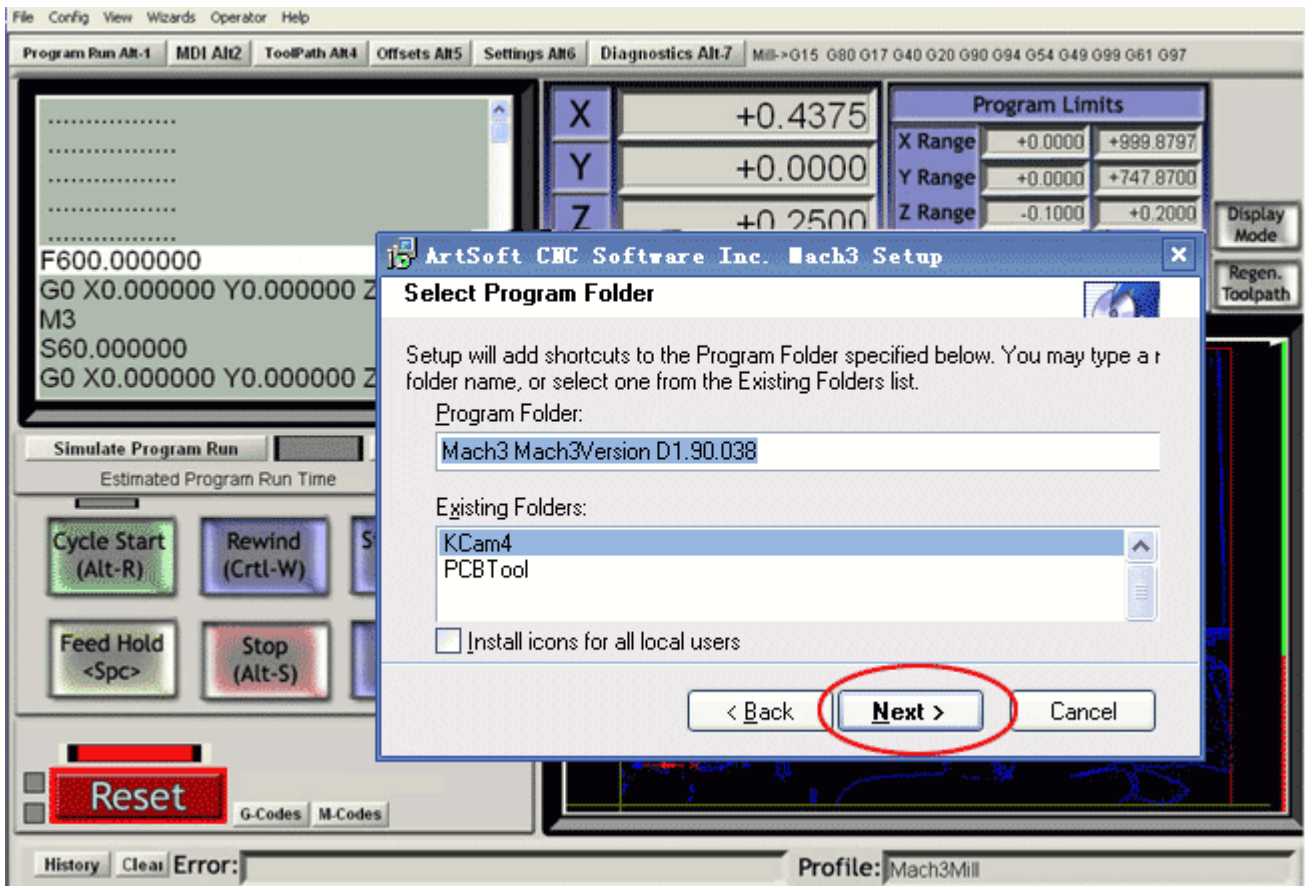 File Config View Wizards Operator Help
Program Run Alt-1 MDI Alt2 ToolPath Alt4 Offsets Alt5 Settings Alt6 Diagnostics Alt-7 Mill->G15 G80 G17 G40 G20 G90 G94 G54 G49 G99 G61 G97
.................
.................
.................
.................
.................
F600.000000
G0 X0.000000 Y0.000000 Z
M3
S60.000000
G0 X0.000000 Y0.000000 Z
X +0.4375
Y +0.0000
Z +0.2500
Program Limits
X Range +0.0000 +999.8797
Y Range +0.0000 +747.8700
Z Range -0.1000 +0.2000
Display
Mode
Regen.
Toolpath
ArtSoft CNC Software Inc. Mach3 Setup
Select Program Folder
Setup will add shortcuts to the Program Folder specified below. You may type a
folder name, or select one from the Existing Folders list.
Program Folder:
Mach3 Mach3Version D1.90.038
Existing Folders:
KCam4
PCBTool
Install icons for all local users
< Back Next > Cancel
Simulate Program Run
Estimated Program Run Time
Cycle Start
(Alt-R)
Rewind
(Crtl-W)
Feed Hold
<Spc>
Stop
(Alt-S)
Reset
G-Codes M-Codes
History Clear Error:
Profile: Mach3Mill